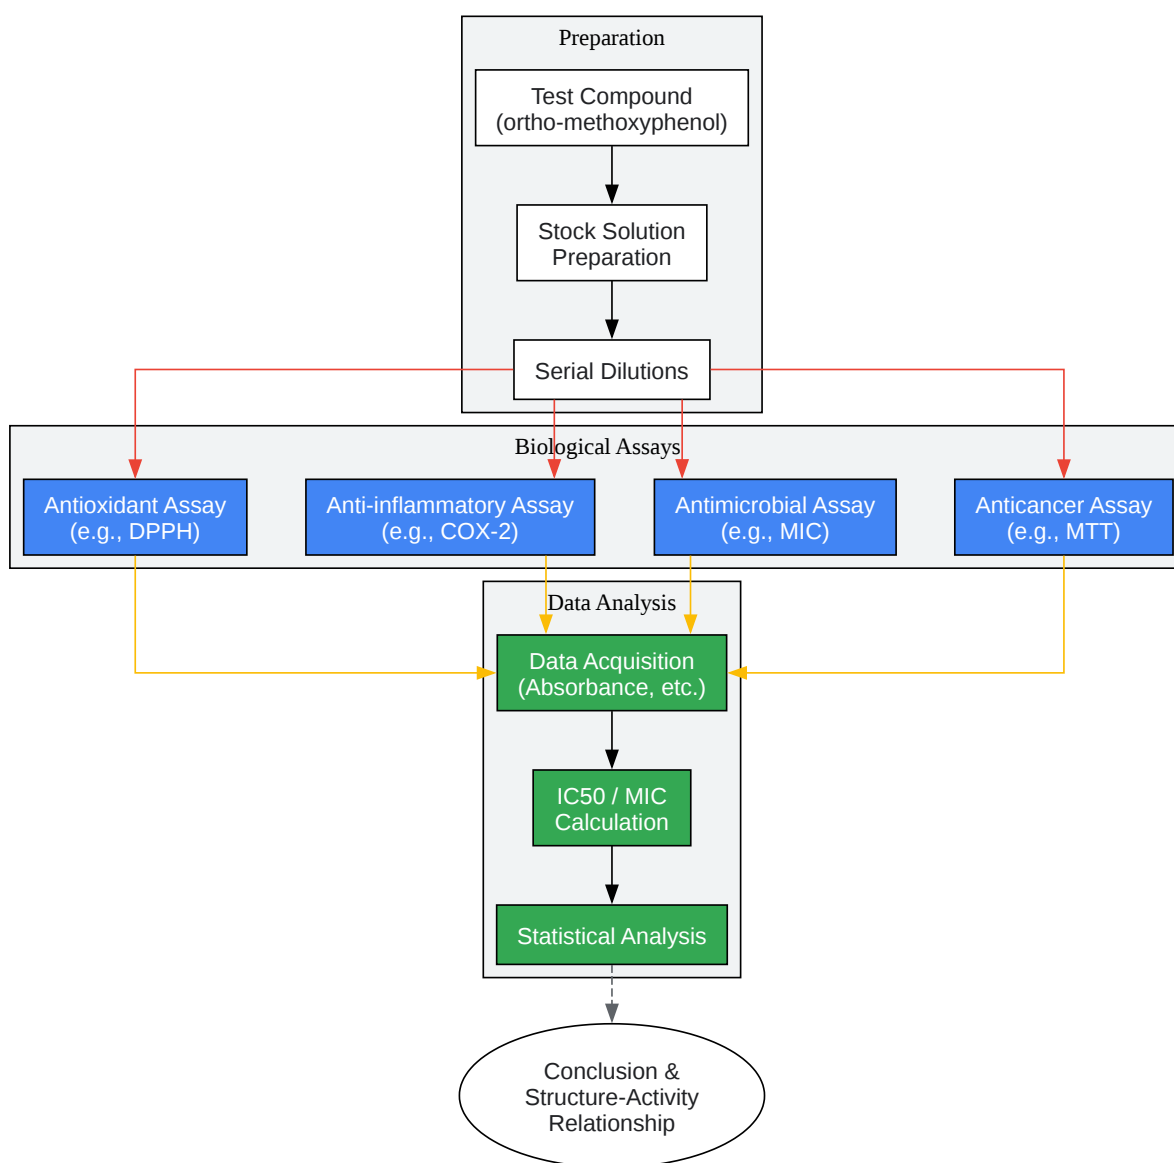 Preparation
Test Compound
(ortho-methoxyphenol)
Stock Solution
Preparation
Serial Dilutions
Biological Assays
Antioxidant Assay
(e.g., DPPH)
Anti-inflammatory Assay
(e.g., COX-2)
Antimicrobial Assay
(e.g., MIC)
Anticancer Assay
(e.g., MTT)
Data Analysis
Data Acquisition
(Absorbance, etc.)
IC50 / MIC
Calculation
Statistical Analysis
Conclusion &
Structure-Activity
Relationship